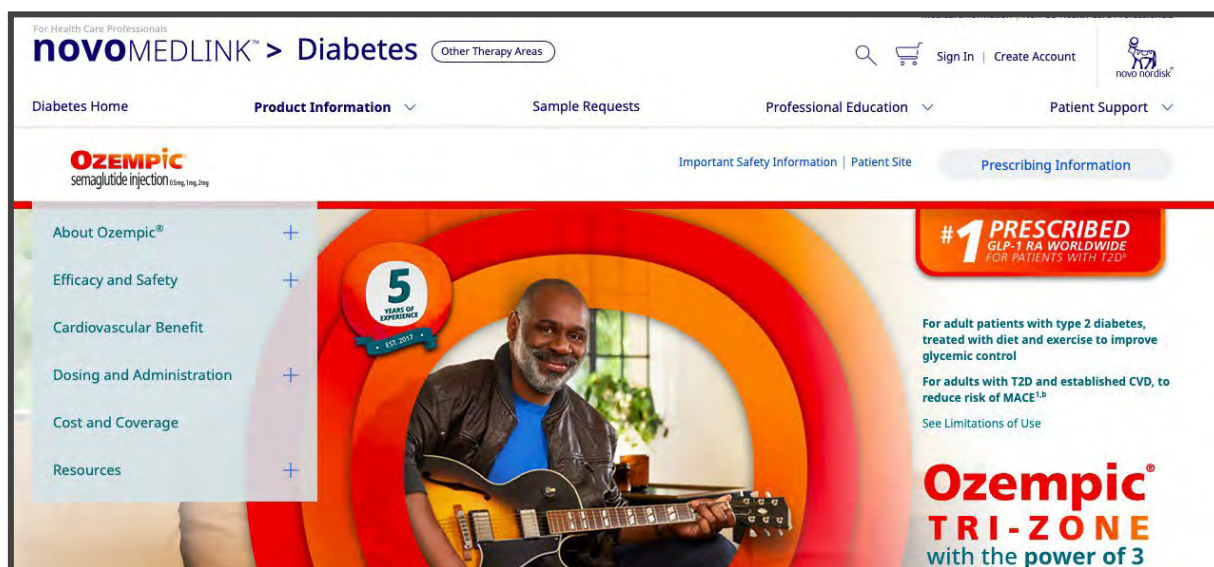 For Health Care Professionals
novoMEDLINK™ > Diabetes
Other Therapy Areas
Sign In | Create Account
novo nordisk®
Diabetes Home
Product Information
Sample Requests
Professional Education
Patient Support
OZEMPIC
semaglutide injection 0.5mg, 1mg, 2mg
Important Safety Information | Patient Site
Prescribing Information
About Ozempic®
Efficacy and Safety
Cardiovascular Benefit
Dosing and Administration
Cost and Coverage
Resources
5
YEARS OF
EXPERIENCE
EST. 2017
#1 PRESCRIBED
GLP-1 RA WORLDWIDE
FOR PATIENTS WITH T2D
For adult patients with type 2 diabetes,
treated with diet and exercise to improve
glycemic control
For adults with T2D and established CVD, to
reduce risk of MACE1,b
See Limitations of Use
Ozempic®
TRI-ZONE
with the power of 3